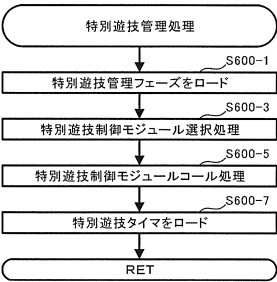 特別遊技管理処理
S600-1
特別遊技管理フェーズをロード
S600-3
特別遊技制御モジュール選択処理
S600-5
特別遊技制御モジュールコール処理
S600-7
特別遊技タイマをロード
RET